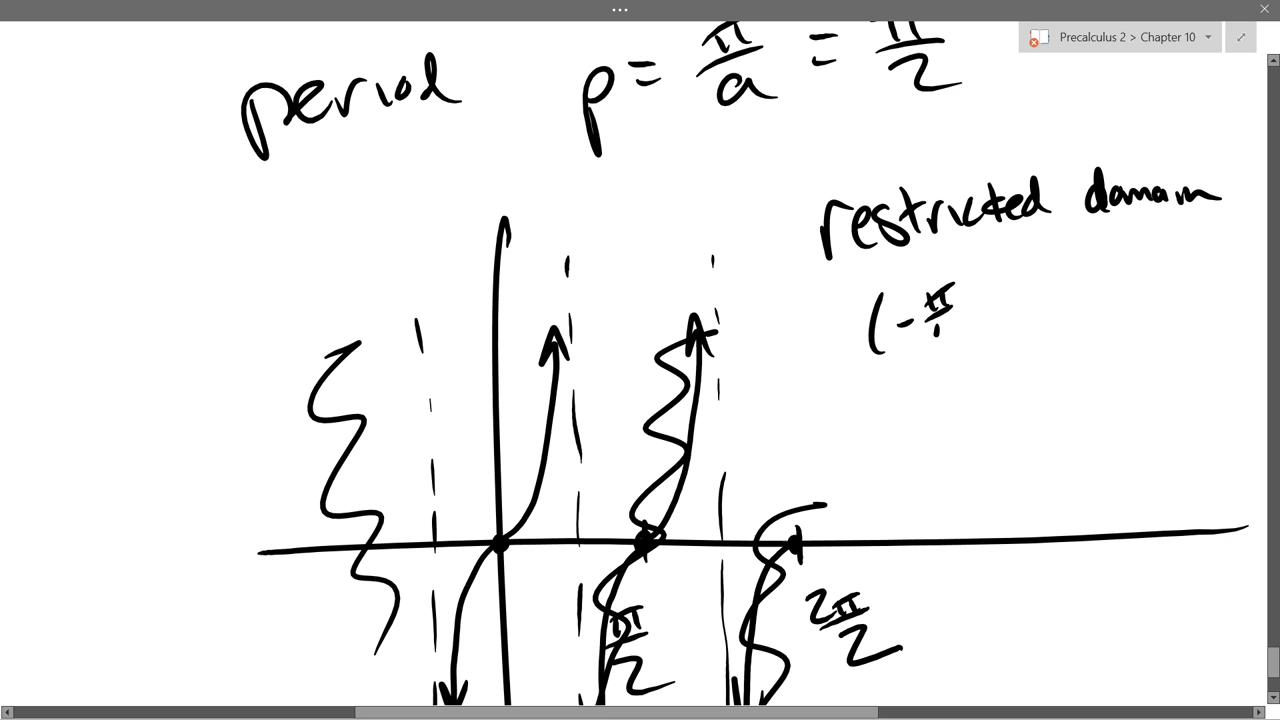 Precalculus 2 > Chapter 10
period p = π/a = π/2
restricted domain
(-π/
π/2
2π/2